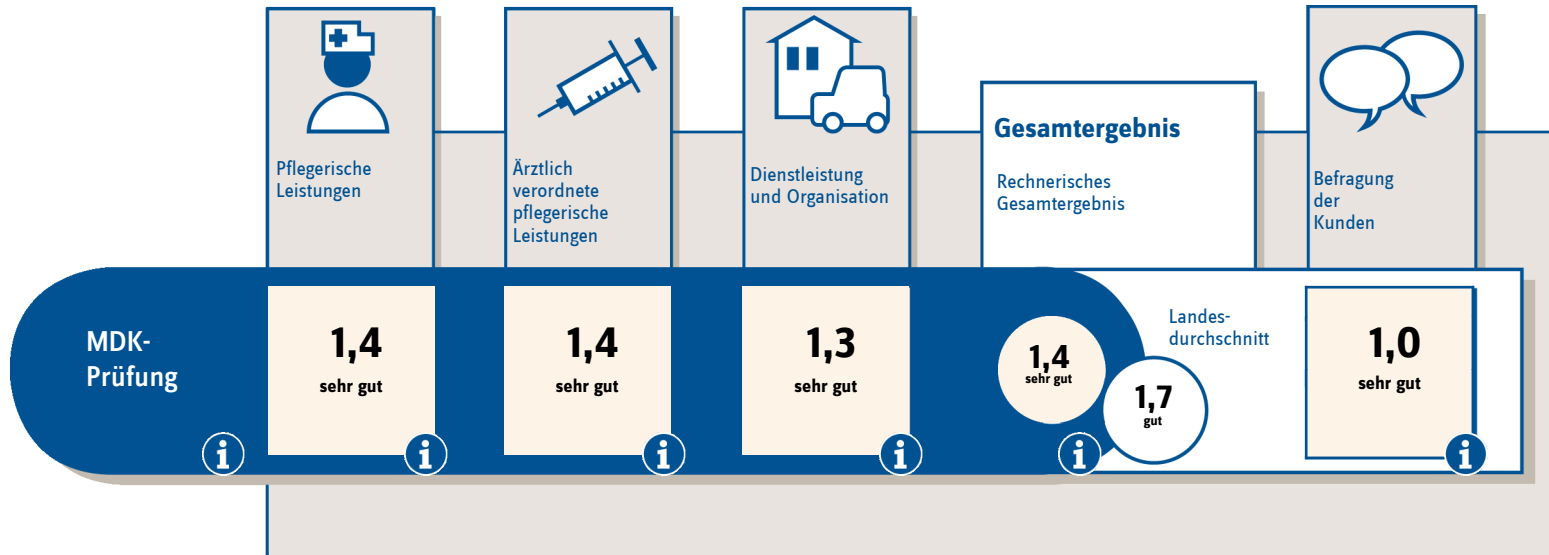 Pflegerische
Leistungen
Ärztlich
verordnete
pflegerische
Leistungen
Dienstleistung
und Organisation
Gesamtergebnis
Rechnerisches
Gesamtergebnis
Befragung
der
Kunden
MDK-
Prüfung
1,4
sehr gut
1,4
sehr gut
1,3
sehr gut
1,4
sehr gut
Landes-
durchschnitt
1,7
gut
1,0
sehr gut
i
i
i
i
i
i